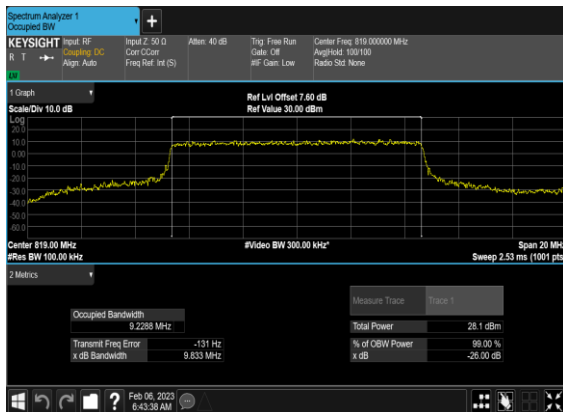 Spectrum Analyzer 1
Occupied BW
KEYSIGHT
R T
Input: RF
Coupling: DC
Align: Auto
Input Z: 50 Ω
Corr CCorr
Freq Ref: Int (S)
Atten: 40 dB
Trig: Free Run
Gate: Off
#IF Gain: Low
Center Freq: 819.000000 MHz
Avg|Hold: 100/100
Radio Std: None
1 Graph
Scale/Div 10.0 dB
Ref Lvl Offset 7.60 dB
Ref Value 30.00 dBm
Log
20.0
10.0
0.00
-10.0
-20.0
-30.0
-40.0
-50.0
-60.0
Center 819.00 MHz
#Res BW 100.00 kHz
#Video BW 300.00 kHz*
Span 20 MHz
Sweep 2.53 ms (1001 pts)
2 Metrics
Measure Trace
Trace 1
Occupied Bandwidth
9.2288 MHz
Total Power
28.1 dBm
Transmit Freq Error
-131 Hz
% of OBW Power
99.00 %
x dB Bandwidth
9.833 MHz
x dB
-26.00 dB
?
Feb 06, 2023
6:43:38 AM